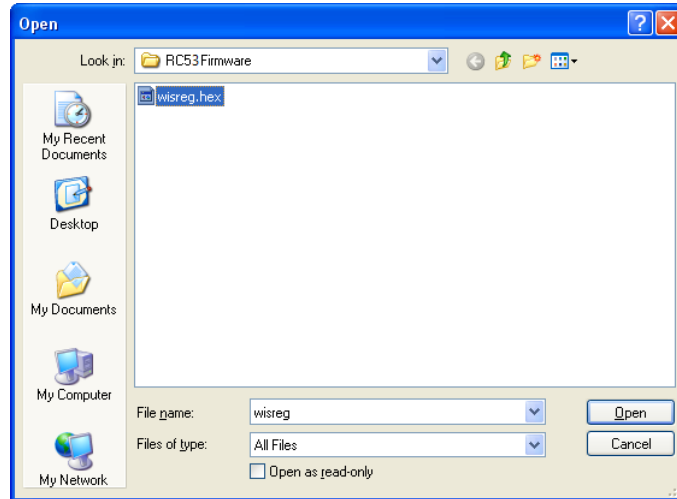 Open
Look in:
RC53Firmware
wisreg.hex
My Recent
Documents
Desktop
My Documents
My Computer
My Network
File name:
wisreg
Open
Files of type:
All Files
Cancel
Open as read-only